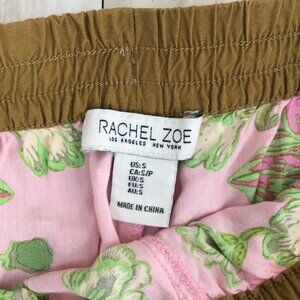 RACHEL ZOE
LOS ANGELES NEW YORK
US:S
CA:S/P
UK:S
EU:S
AU:S
MADE IN CHINA